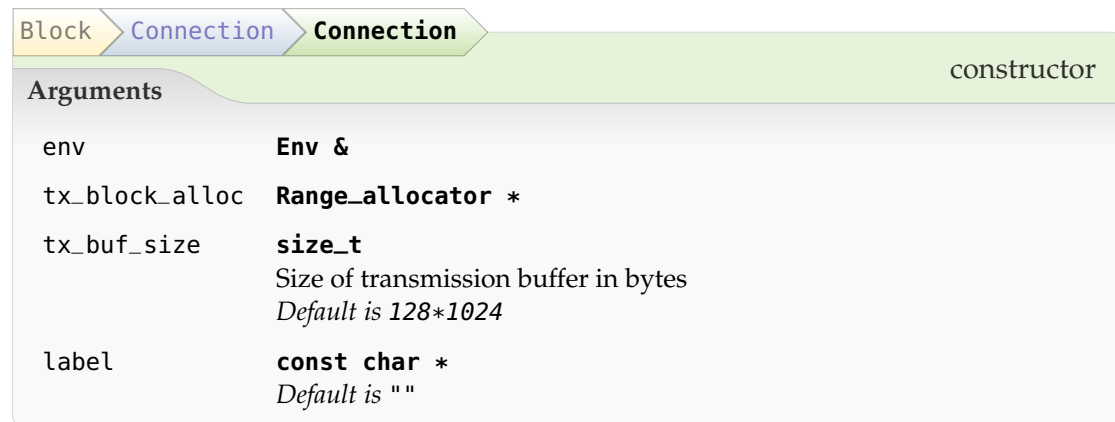 Block Connection Connection
constructor
Arguments
env Env &
tx_block_alloc Range_allocator *
tx_buf_size size_t
Size of transmission buffer in bytes
Default is 128*1024
label const char *
Default is ""